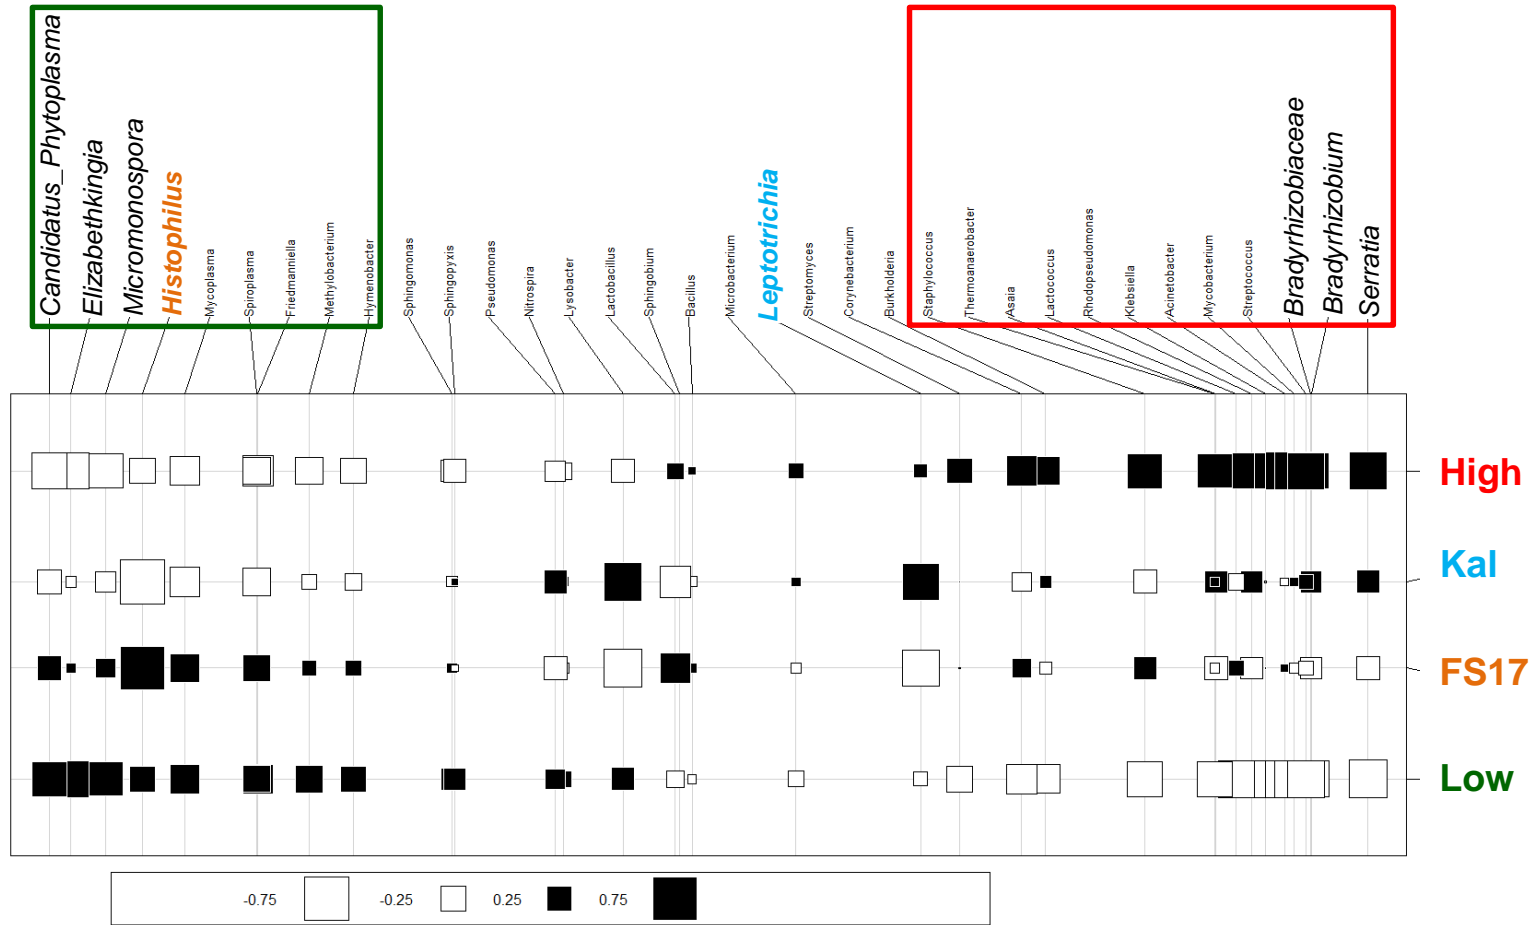 Candidatus_Phytoplasma
Elizabethkingia
Micromonospora
Histophilus
Mycoplasma
Spiroplasma
Friedmanniella
Methylobacterium
Hymenobacter
Sphingomonas
Sphingopyxis
Pseudomonas
Nitrospira
Lysobacter
Lactobacillus
Sphingobium
Bacillus
Microbacterium
Leptotrichia
Streptomyces
Corynebacterium
Burkholderia
Staphylococcus
Thermoanaerobacter
Asaia
Lactococcus
Rhodopseudomonas
Klebsiella
Acinetobacter
Mycobacterium
Streptococcus
Bradyrhizobiaceae
Bradyrhizobium
Serratia
High
Kal
FS17
Low
-0.75 -0.25 0.25 0.75